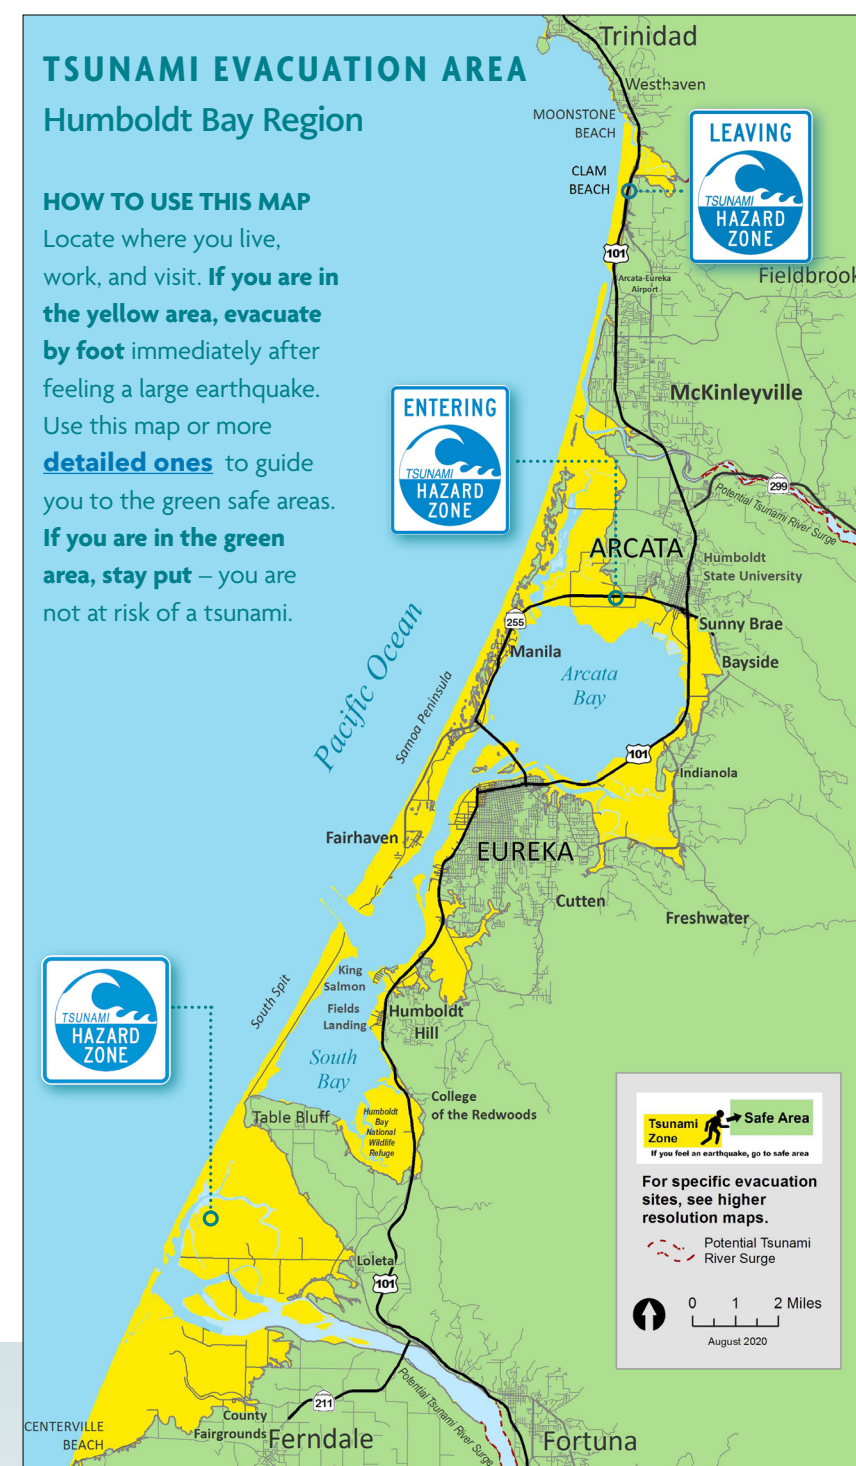 TSUNAMI EVACUATION AREA
Humboldt Bay Region
HOW TO USE THIS MAP
Locate where you live,
work, and visit. If you are in
the yellow area, evacuate
by foot immediately after
feeling a large earthquake.
Use this map or more
detailed ones to guide
you to the green safe areas.
If you are in the green
area, stay put – you are
not at risk of a tsunami.
Trinidad
Westhaven
MOONSTONE
BEACH
CLAM
BEACH
LEAVING
TSUNAMI
HAZARD
ZONE
101
Arcata-Eureka
Airport
Fieldbrook
McKinleyville
ENTERING
TSUNAMI
HAZARD
ZONE
299
Potential Tsunami River Surge
ARCATA
Humboldt
State University
255
Sunny Brae
Manila
Bayside
Arcata
Bay
Pacific Ocean
Samoa Peninsula
101
Indianola
Fairhaven
EUREKA
Cutten
Freshwater
TSUNAMI
HAZARD
ZONE
South Spit
King
Salmon
Fields
Landing
Humboldt
Hill
South
Bay
College
of the Redwoods
Table Bluff
Humboldt
Bay
National
Wildlife
Refuge
Loleta
101
Tsunami
Zone
Safe Area
If you feel an earthquake, go to safe area
For specific evacuation
sites, see higher
resolution maps.
Potential Tsunami
River Surge
0 1 2 Miles
August 2020
Potential Tsunami River Surge
211
County
Fairgrounds
CENTERVILLE
BEACH
Ferndale
Fortuna